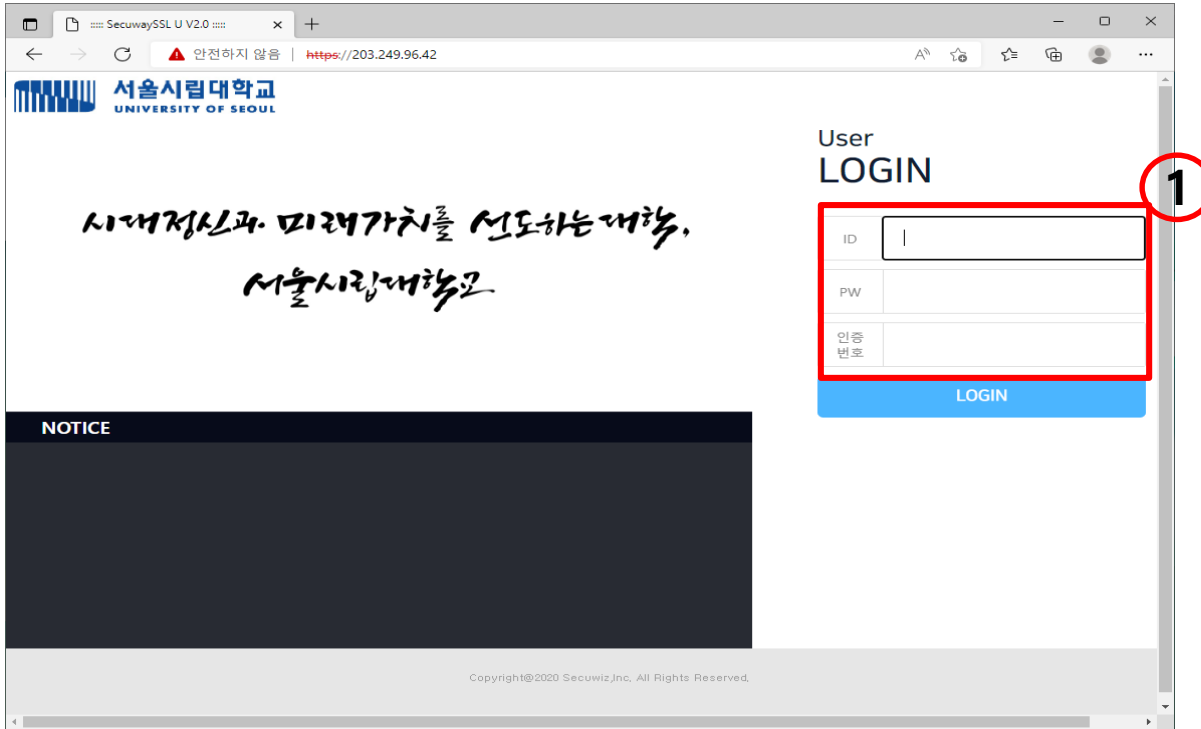 ::::: SecuwaySSL U V2.0 :::::
안전하지 않음 | https://203.249.96.42
서울시립대학교
UNIVERSITY OF SEOUL
User
LOGIN
1
시대정신과 미래가치를 선도하는 대학,
서울시립대학교
ID
PW
인증
번호
LOGIN
NOTICE
Copyright@2020 Secuwiz,Inc, All Rights Reserved,